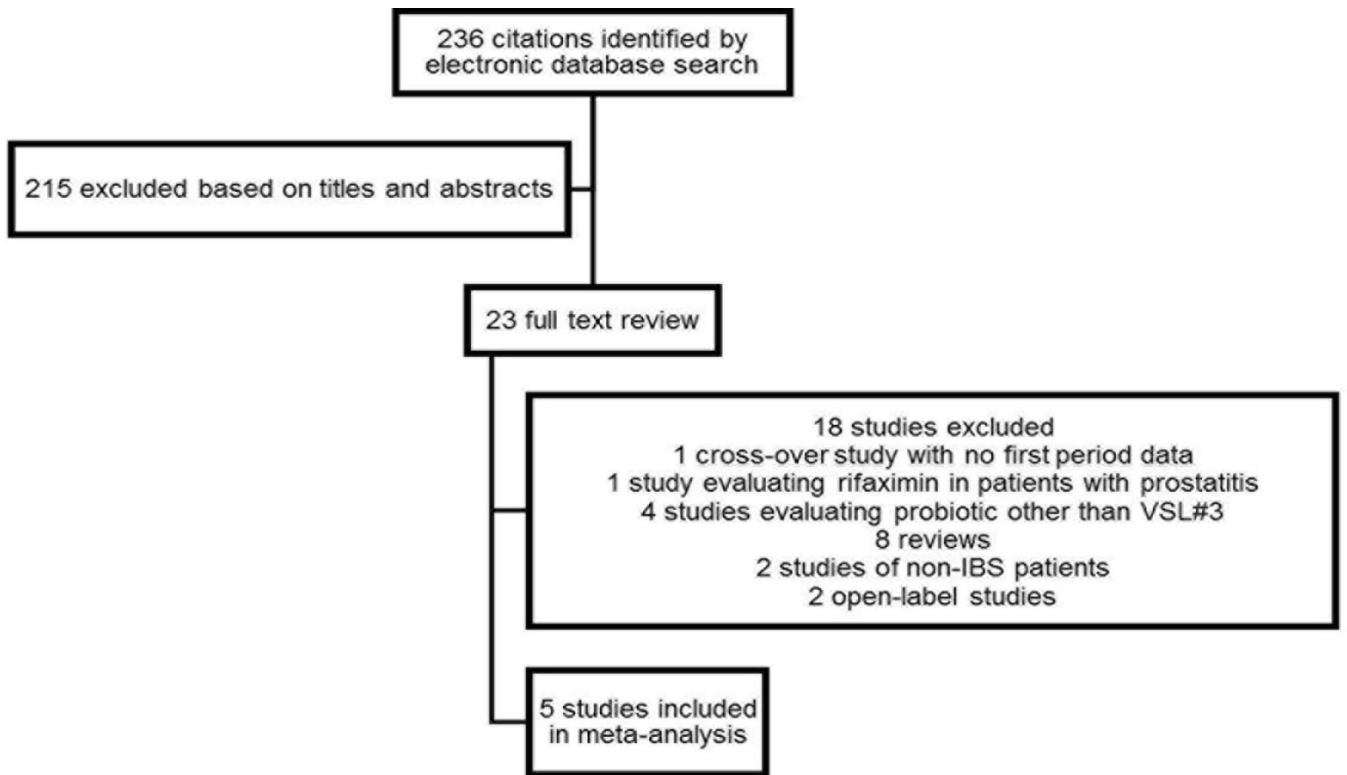 236 citations identified by
electronic database search
215 excluded based on titles and abstracts
23 full text review
18 studies excluded
1 cross-over study with no first period data
1 study evaluating rifaximin in patients with prostatitis
4 studies evaluating probiotic other than VSL#3
8 reviews
2 studies of non-IBS patients
2 open-label studies
5 studies included
in meta-analysis